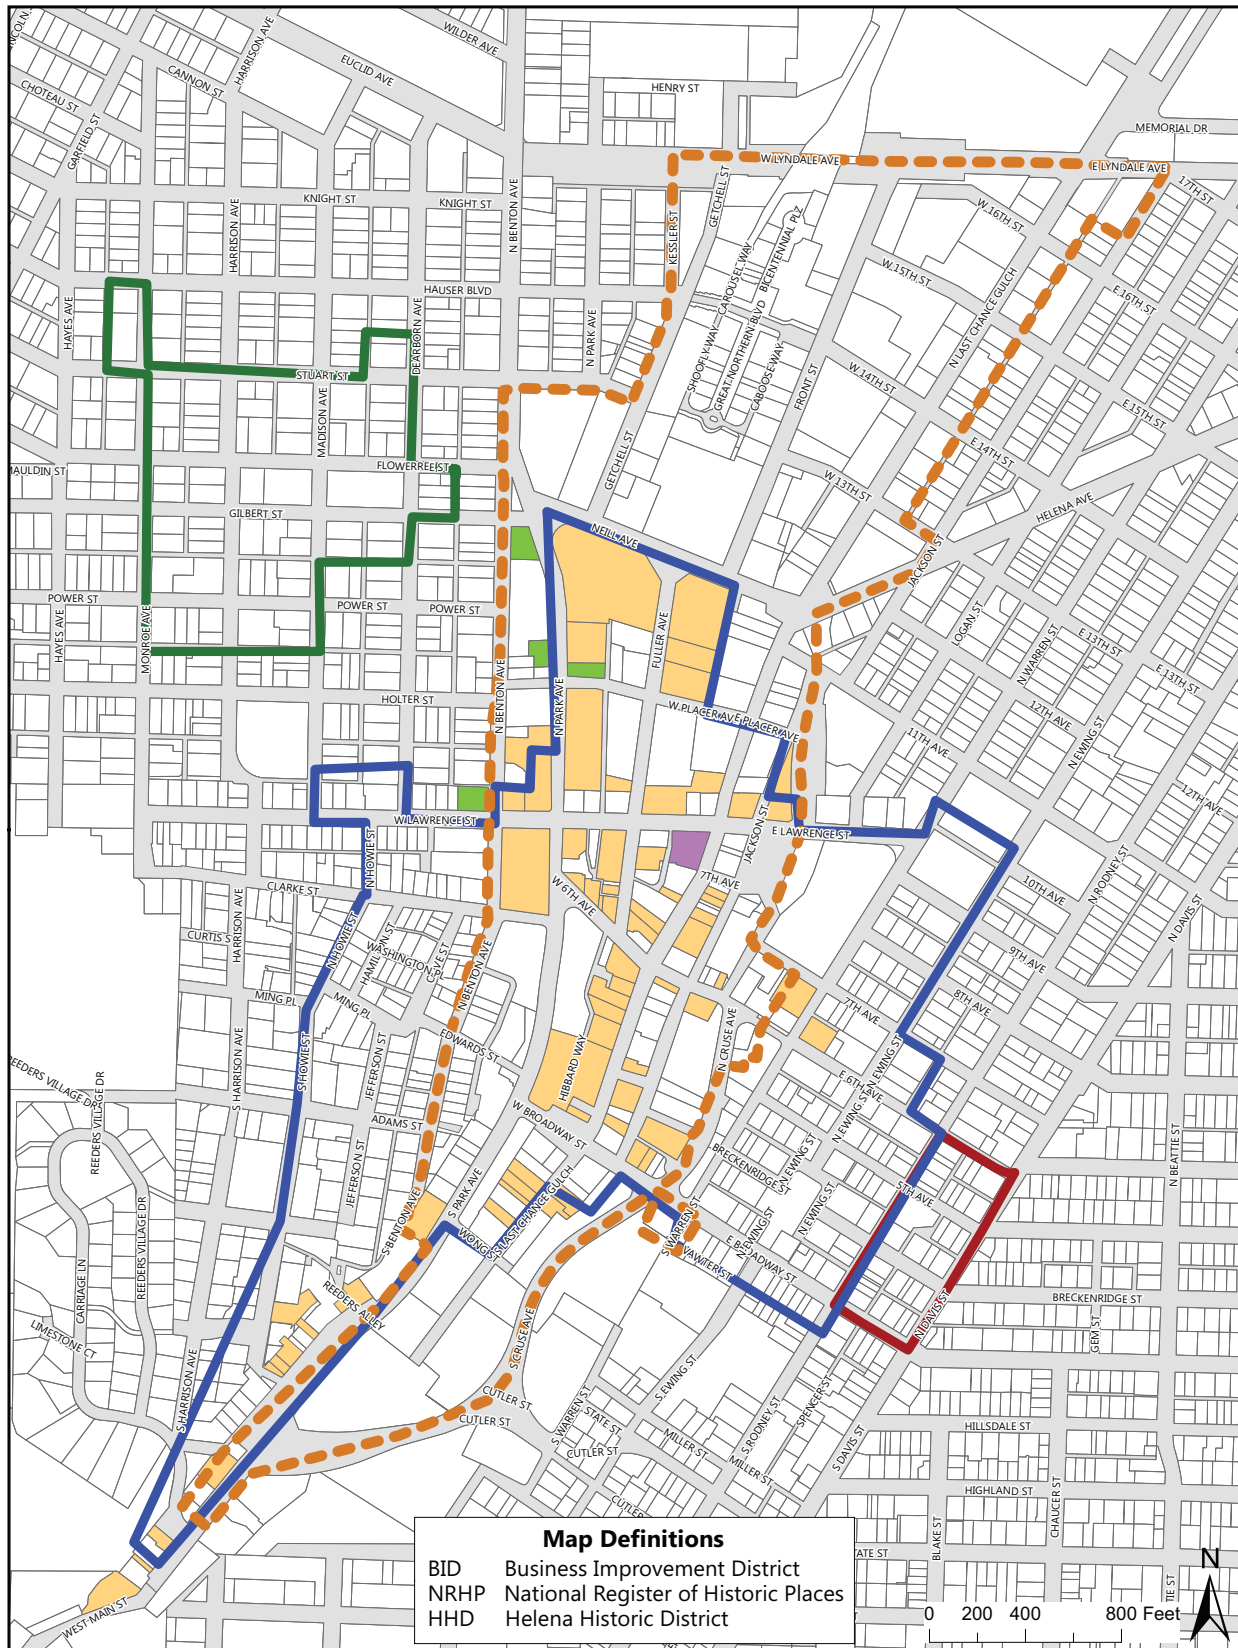 LINCOLN
HARRISON AVE
WILDER AVE
EUCLID AVE
CANNON ST
CHOTEAU ST
GARFIELD ST
HENRY ST
MEMORIAL DR
W LYNDALE AVE
E LYNDALE AVE
17TH ST
KNIGHT ST
KNIGHT ST
HARRISON AVE
N BENTON AVE
KESSLER ST
GETCHELL ST
BICENTENNIAL PLZ
CAROUSEL WAY
W 16TH ST
W 15TH ST
E 16TH ST
HAUSER BLVD
HAYES AVE
DEARBORN AVE
N PARK AVE
N LAST CHANCE GULCH
SHOOFLY WAY
GREAT NORTHERN BLVD
CABOOSE WAY
FRONT ST
W 14TH ST
STUART ST
MADISON AVE
E 15TH ST
E 14TH ST
MAULDIN ST
FLOWERREE ST
GETCHELL ST
W 13TH ST
HELENA AVE
GILBERT ST
NEILL AVE
JACKSON ST
POWER ST
POWER ST
POWER ST
HAYES AVE
MONROE AVE
FULLER AVE
LOGAN ST
N WARREN ST
E 13TH ST
E 13TH ST
N BENTON AVE
N PARK AVE
HOLTER ST
W PLACER AVE
PLACER AVE
12TH AVE
11TH AVE
N EWING ST
12TH AVE
W LAWRENCE ST
E LAWRENCE ST
JACKSON ST
N HOWIE ST
CLARKE ST
7TH AVE
W 6TH AVE
10TH AVE
N RODNEY ST
N DAVIS ST
HARRISON AVE
CURTIS S
N HOWIE ST
HAMILTON ST
WASHINGTON PL
CAVE ST
N BENTON AVE
9TH AVE
8TH AVE
MING PL
MING PL
7TH AVE
EDWARDS ST
HIBBARD WAY
N CRUSE AVE
N EWING ST
E 6TH AVE
N EWING ST
S HARRISON AVE
S HOWIE ST
JEFFERSON ST
REEDERS VILLAGE DR
REEDERS VILLAGE DR
ADAMS ST
W BROADWAY ST
BRECKENRIDGE ST
N EWING ST
N BEATTIE ST
JEFFERSON ST
S PARK AVE
S LAST CHANCE GULCH
5TH AVE
N EWING ST
N EWING ST
S BENTON AVE
WONG ST
S WARREN ST
E BROADWAY ST
VAWTER ST
CARRIAGE LN
REEDERS VILLAGE DR
REEDERS ALLEY
BRECKENRIDGE ST
N DAVIS ST
GEM ST
LIMESTONE CT
S CRUSE AVE
S HARRISON AVE
S EWING ST
CUTLER ST
CUTLER ST
S WARREN ST
STATE ST
SPENCER ST
S RODNEY ST
S DAVIS ST
MILLER ST
MILLER ST
CUTLER ST
HILLSDALE ST
HIGHLAND ST
CHAUCER ST
CUTLER
BLAKE ST
TATE ST
TIE ST
WEST MAIN ST
Map Definitions
BID Business Improvement District
NRHP National Register of Historic Places
HHD Helena Historic District
N
0 200 400 800 Feet